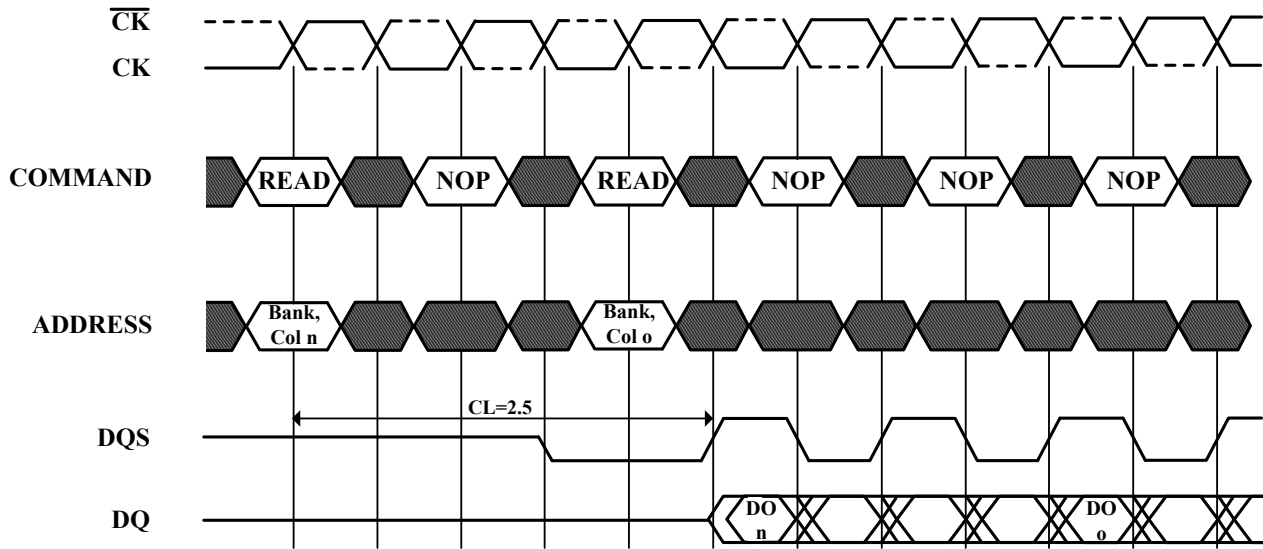 CK
CK
COMMAND READ NOP READ NOP NOP NOP
ADDRESS Bank, Col n Bank, Col o
CL=2.5
DQS
DQ DO n DO o